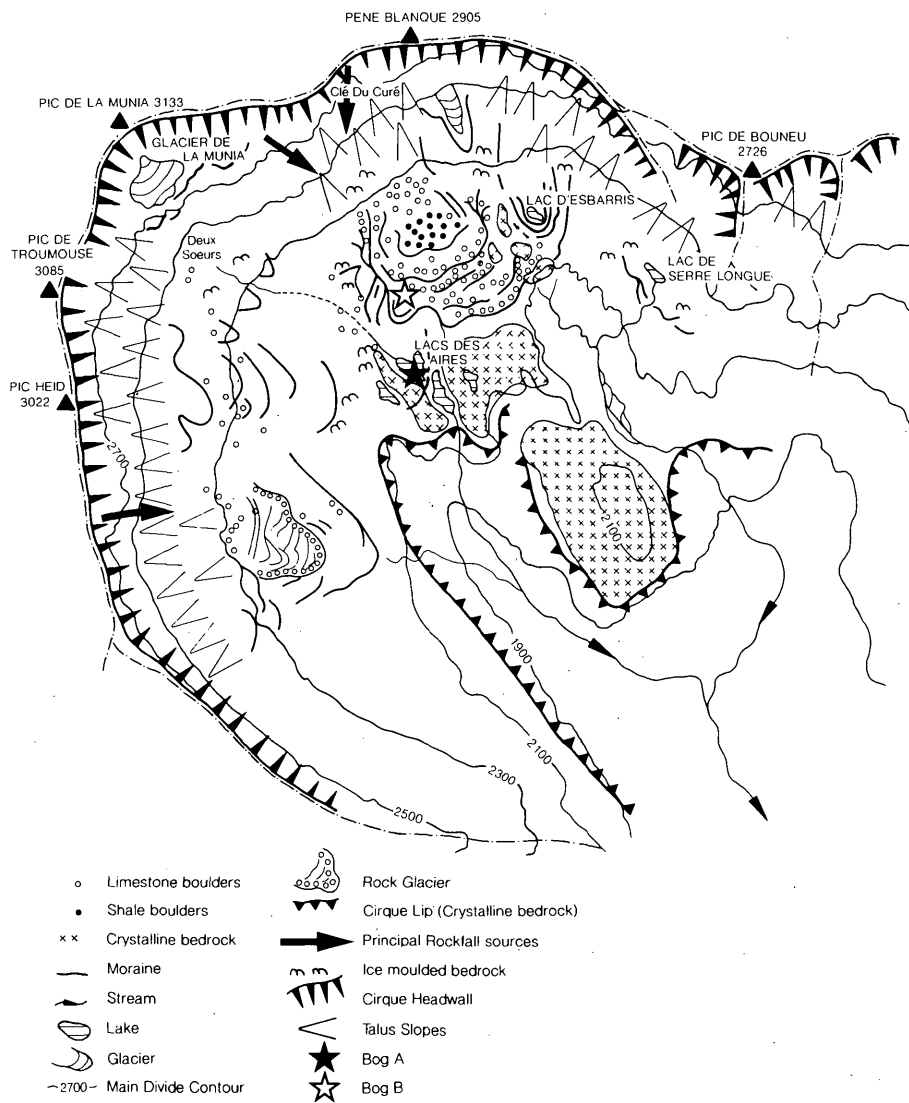 PENE BLANQUE 2905
Clé Du Curé
PIC DE LA MUNIA 3133
GLACIER DE
LA MUNIA
PIC DE BOUNEU
2726
LAC D'ESBARRIS
PIC DE
TROUMOUSE
3085
Deux
Soeurs
LAC DE
SERRE LONGUE
LACS DES
AIRES
PIC HEID
3022
2700
2100
1900
2100
2300
2500
Limestone boulders
Shale boulders
Crystalline bedrock
Moraine
Stream
Lake
Glacier
2700 Main Divide Contour
Rock Glacier
Cirque Lip (Crystalline bedrock)
Principal Rockfall sources
Ice moulded bedrock
Cirque Headwall
Talus Slopes
Bog A
Bog B